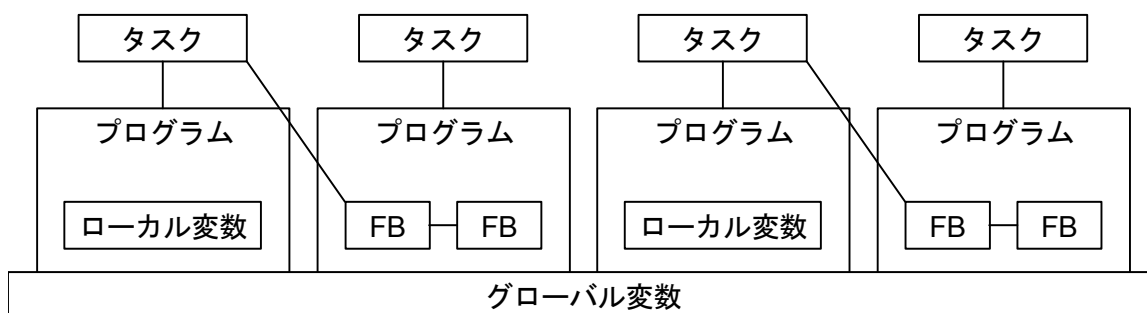 タスク タスク タスク タスク
プログラム プログラム プログラム プログラム
ローカル変数 FB FB ローカル変数 FB FB
グローバル変数